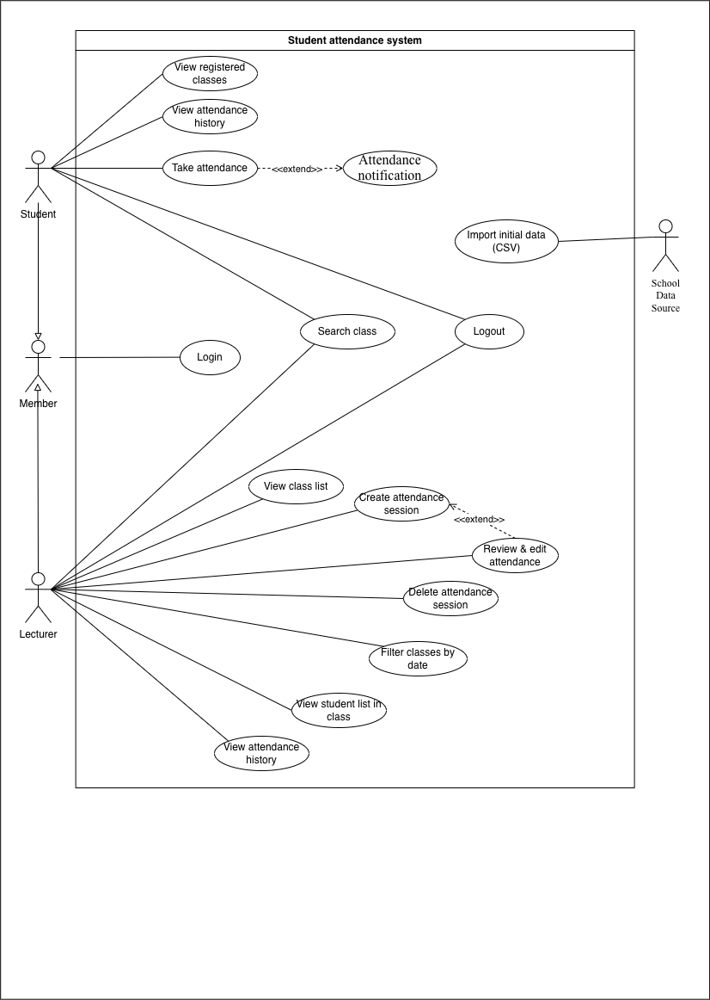 Student attendance system
View registered
classes
View attendance
history
Take attendance
<<extend>>
Attendance
notification
Student
Import initial data
(CSV)
School
Data
Source
Search class
Logout
Login
Member
View class list
Create attendance
session
<<extend>>
Review & edit
attendance
Delete attendance
session
Lecturer
Filter classes by
date
View student list in
class
View attendance
history